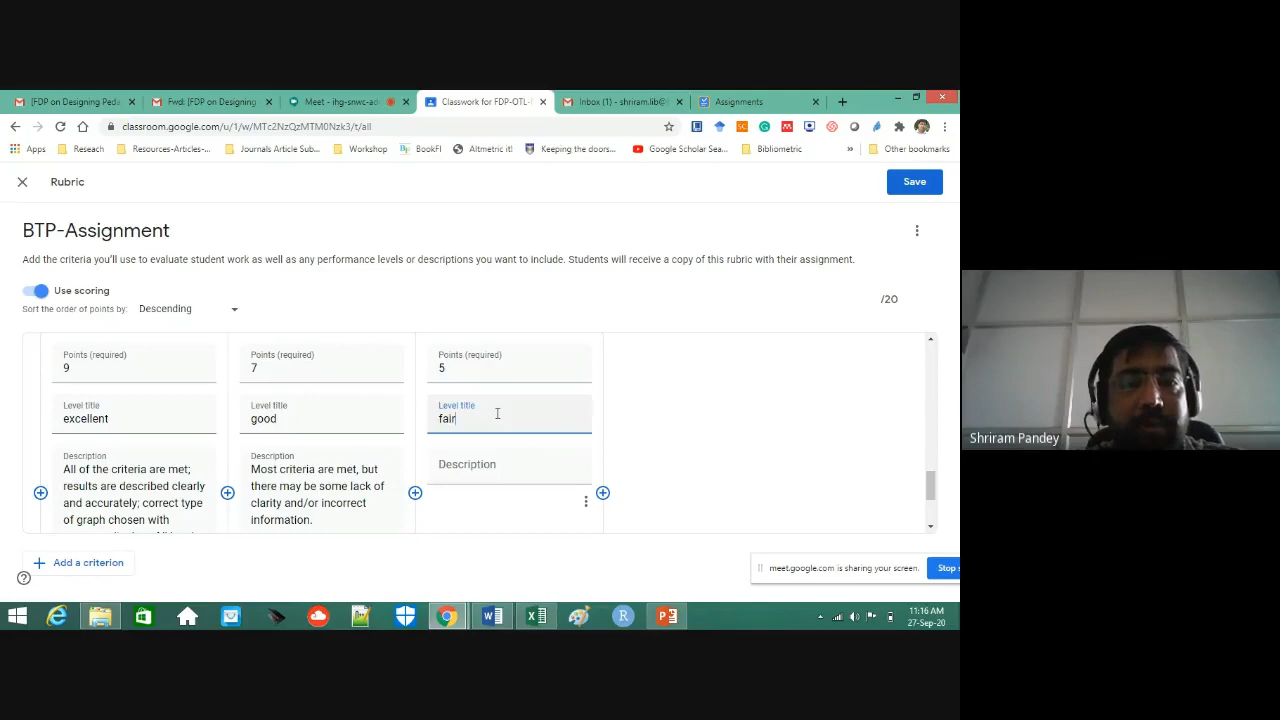 [FDP on Designing Peda
Fwd: [FDP on Designing
Meet - ihg-snwc-ad
Classwork for FDP-OTL-
Inbox (1) - shriram.lib@
Assignments
classroom.google.com/u/1/w/MTc2NzQzMTM0Nzk3/t/all
Apps
Reseach
Resources-Articles-...
Journals Article Sub...
Workshop
BookFI
Altmetric it!
Keeping the doors...
Google Scholar Sea...
Bibliometric
»
Other bookmarks
Rubric
Save
BTP-Assignment
Add the criteria you'll use to evaluate student work as well as any performance levels or descriptions you want to include. Students will receive a copy of this rubric with their assignment.
Use scoring
Sort the order of points by: Descending
/20
Points (required)
9
Points (required)
7
Points (required)
5
Level title
excellent
Level title
good
Level title
fair
Description
All of the criteria are met;
results are described clearly
and accurately; correct type
of graph chosen with
Description
Most criteria are met, but
there may be some lack of
clarity and/or incorrect
information.
Description
Add a criterion
meet.google.com is sharing your screen.
Stop
11:16 AM
27-Sep-20
Shriram Pandey